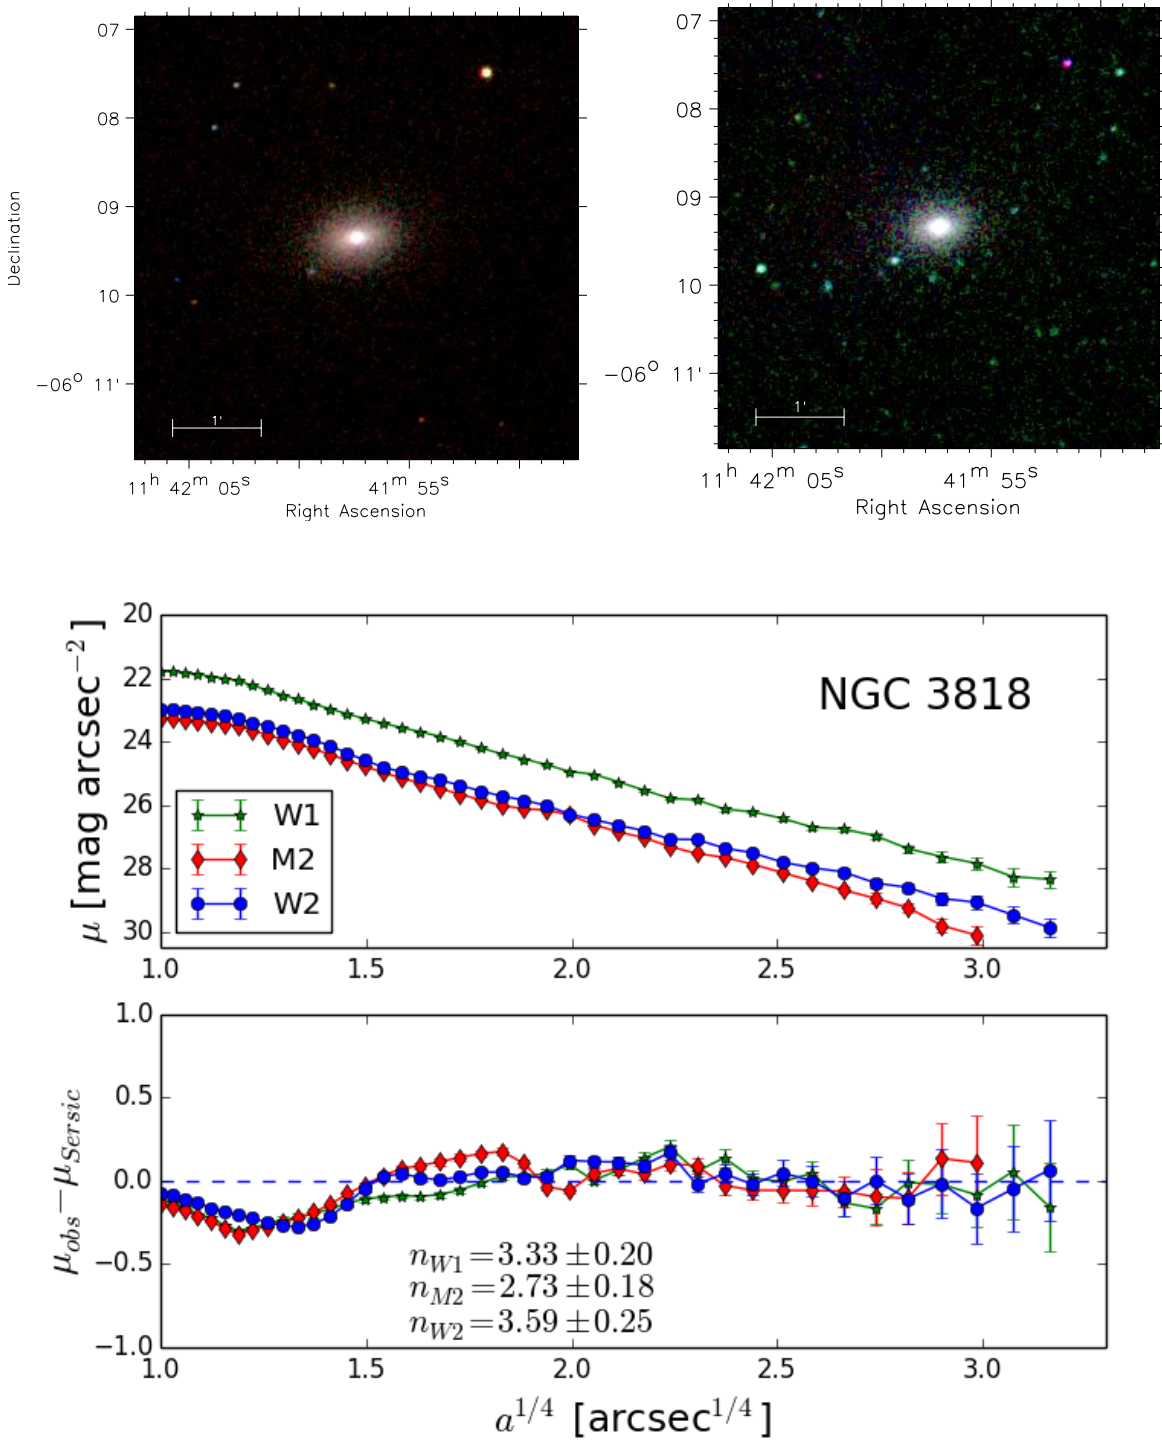 07
08
09
10
−06° 11'
Declination
1'
11h 42m 05s
41m 55s
Right Ascension
07
08
09
10
−06° 11'
1'
11h 42m 05s
41m 55s
Right Ascension
20
22
24
26
28
30
μ [mag arcsec−2]
NGC 3818
W1
M2
W2
1.0 1.5 2.0 2.5 3.0
1.0
0.5
0.0
−0.5
−1.0
μobs−μSersic
nW1=3.33±0.20
nM2=2.73±0.18
nW2=3.59±0.25
1.0 1.5 2.0 2.5 3.0
a1/4 [arcsec1/4]